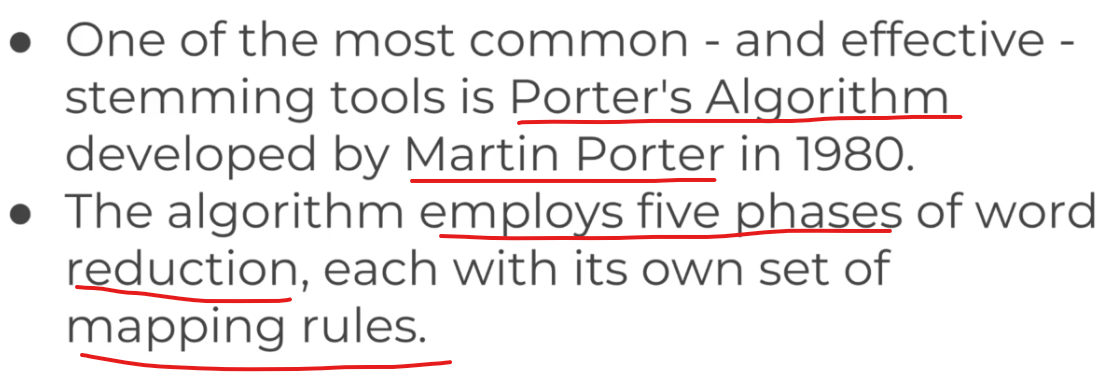 ● One of the most common - and effective -
stemming tools is Porter's Algorithm
developed by Martin Porter in 1980.
● The algorithm employs five phases of word
reduction, each with its own set of
mapping rules.